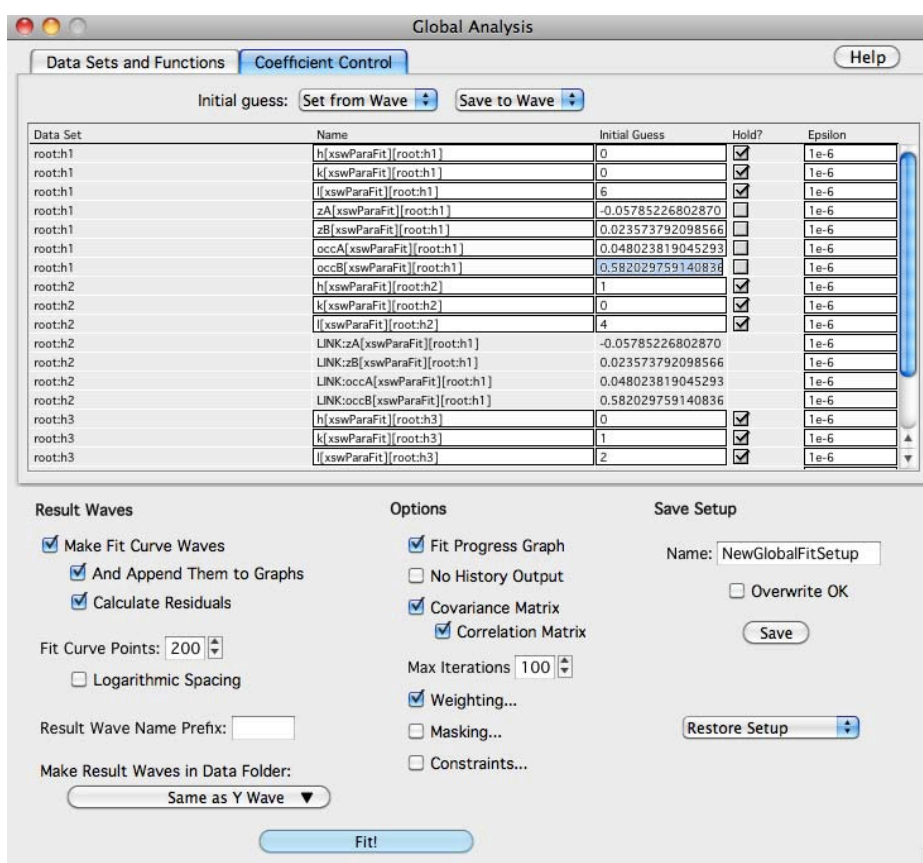 Global Analysis
Data Sets and Functions Coefficient Control Help
Initial guess: Set from Wave Save to Wave
Data Set Name Initial Guess Hold? Epsilon
root:h1 h[xswParaFit][root:h1] 0 1e-6
root:h1 k[xswParaFit][root:h1] 0 1e-6
root:h1 l[xswParaFit][root:h1] 6 1e-6
root:h1 zA[xswParaFit][root:h1] -0.05785226802870 1e-6
root:h1 zB[xswParaFit][root:h1] 0.023573792098566 1e-6
root:h1 occA[xswParaFit][root:h1] 0.048023819045293 1e-6
root:h1 occB[xswParaFit][root:h1] 0.582029759140836 1e-6
root:h2 h[xswParaFit][root:h2] 1 1e-6
root:h2 k[xswParaFit][root:h2] 0 1e-6
root:h2 l[xswParaFit][root:h2] 4 1e-6
root:h2 LINK:zA[xswParaFit][root:h1] -0.05785226802870 1e-6
root:h2 LINK:zB[xswParaFit][root:h1] 0.023573792098566 1e-6
root:h2 LINK:occA[xswParaFit][root:h1] 0.048023819045293 1e-6
root:h2 LINK:occB[xswParaFit][root:h1] 0.582029759140836 1e-6
root:h3 h[xswParaFit][root:h3] 0 1e-6
root:h3 k[xswParaFit][root:h3] 1 1e-6
root:h3 l[xswParaFit][root:h3] 2 1e-6
Result Waves Options Save Setup
Make Fit Curve Waves Fit Progress Graph Name: NewGlobalFitSetup
And Append Them to Graphs No History Output Overwrite OK
Calculate Residuals Covariance Matrix
Correlation Matrix Save
Fit Curve Points: 200 Max Iterations 100
Logarithmic Spacing Weighting...
Result Wave Name Prefix: Masking... Restore Setup
Make Result Waves in Data Folder: Constraints...
Same as Y Wave
Fit!